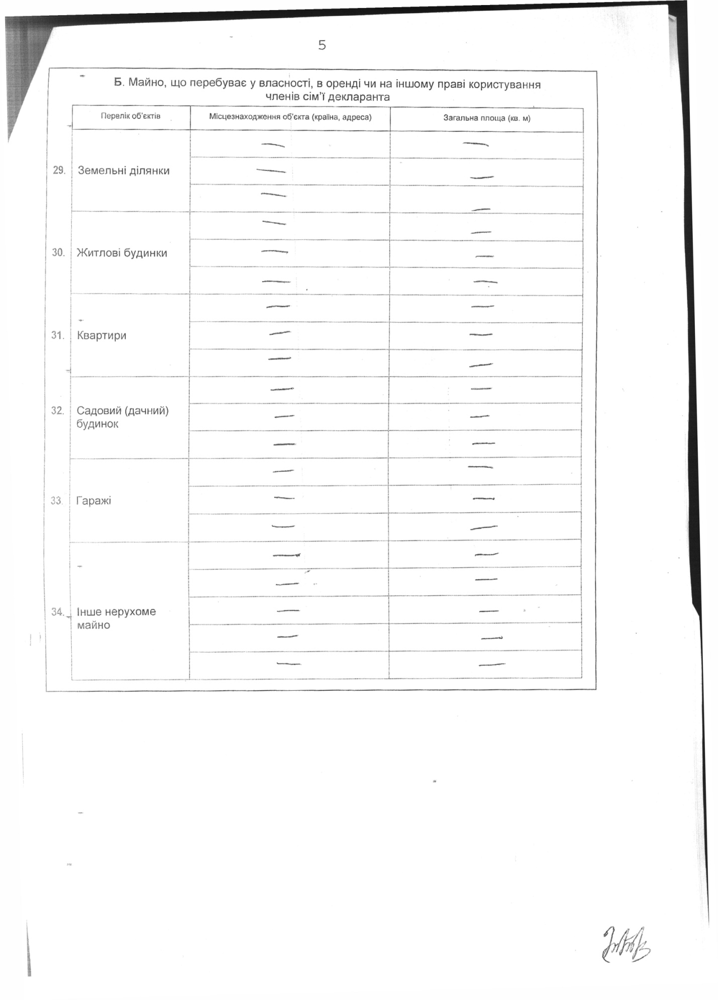 5
Б. Майно, що перебуває у власності, в оренді чи на іншому праві користування
членів сім’ї декларанта
Перелік об’єктів Місцезнаходження об’єкта (країна, адреса) Загальна площа (кв. м)
— —
29. Земельні ділянки — —
— —
— —
30. Житлові будинки — —
— —
— —
31. Квартири — —
— —
— —
32. Садовий (дачний)
будинок
— —
— —
— —
33. Гаражі — —
— —
— —
— —
34. Інше нерухоме
майно
— —
— —
— —